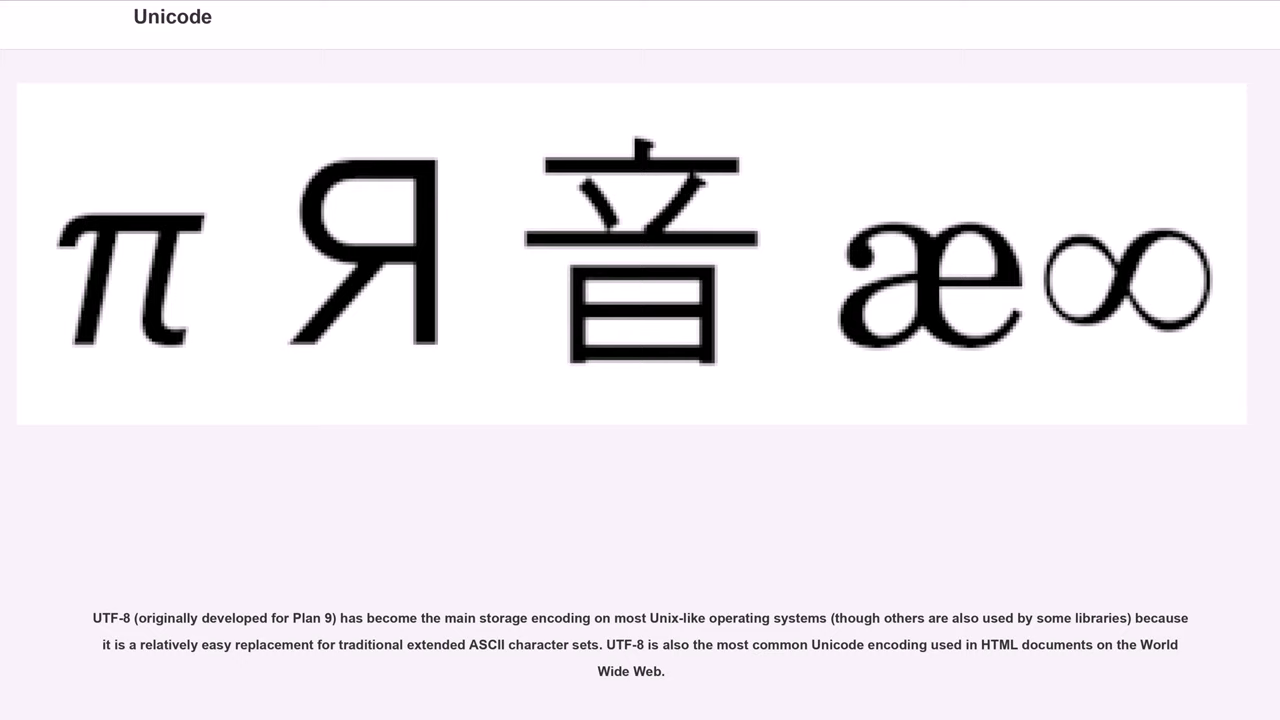 Unicode
π Я 音 æ ∞
UTF-8 (originally developed for Plan 9) has become the main storage encoding on most Unix-like operating systems (though others are also used by some libraries) because
it is a relatively easy replacement for traditional extended ASCII character sets. UTF-8 is also the most common Unicode encoding used in HTML documents on the World
Wide Web.